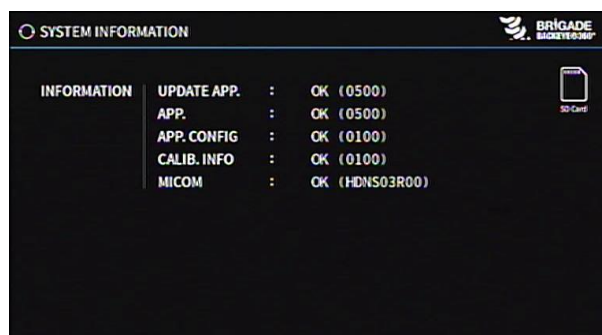 SYSTEM INFORMATION
BRIGADE
BACKEYE®360°
INFORMATION
UPDATE APP. : OK (0500)
APP. : OK (0500)
APP. CONFIG : OK (0100)
CALIB. INFO : OK (0100)
MICOM : OK (HDNS03R00)
SD Card